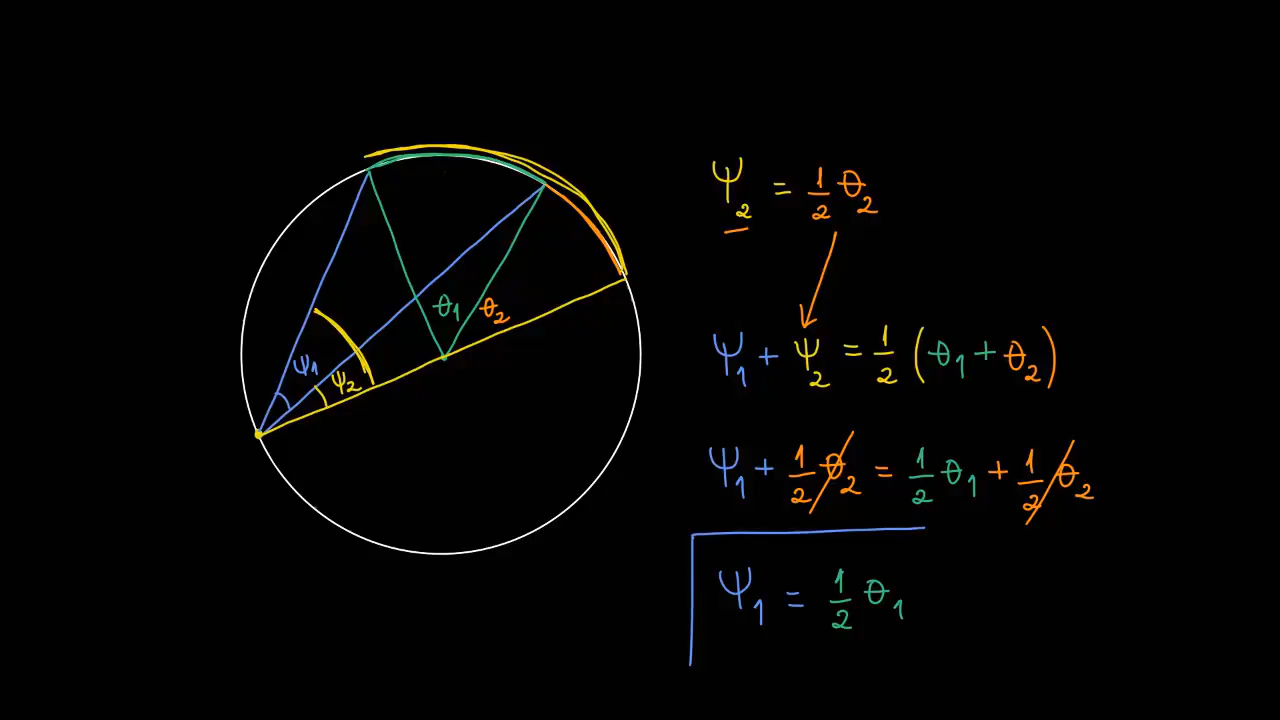 θ₁ θ₂
ψ₁
ψ₂
Ψ₂ = 1/2 θ₂
Ψ₁ + Ψ₂ = 1/2 (θ₁ + θ₂)
Ψ₁ + 1/2 θ₂ = 1/2 θ₁ + 1/2 θ₂
Ψ₁ = 1/2 θ₁